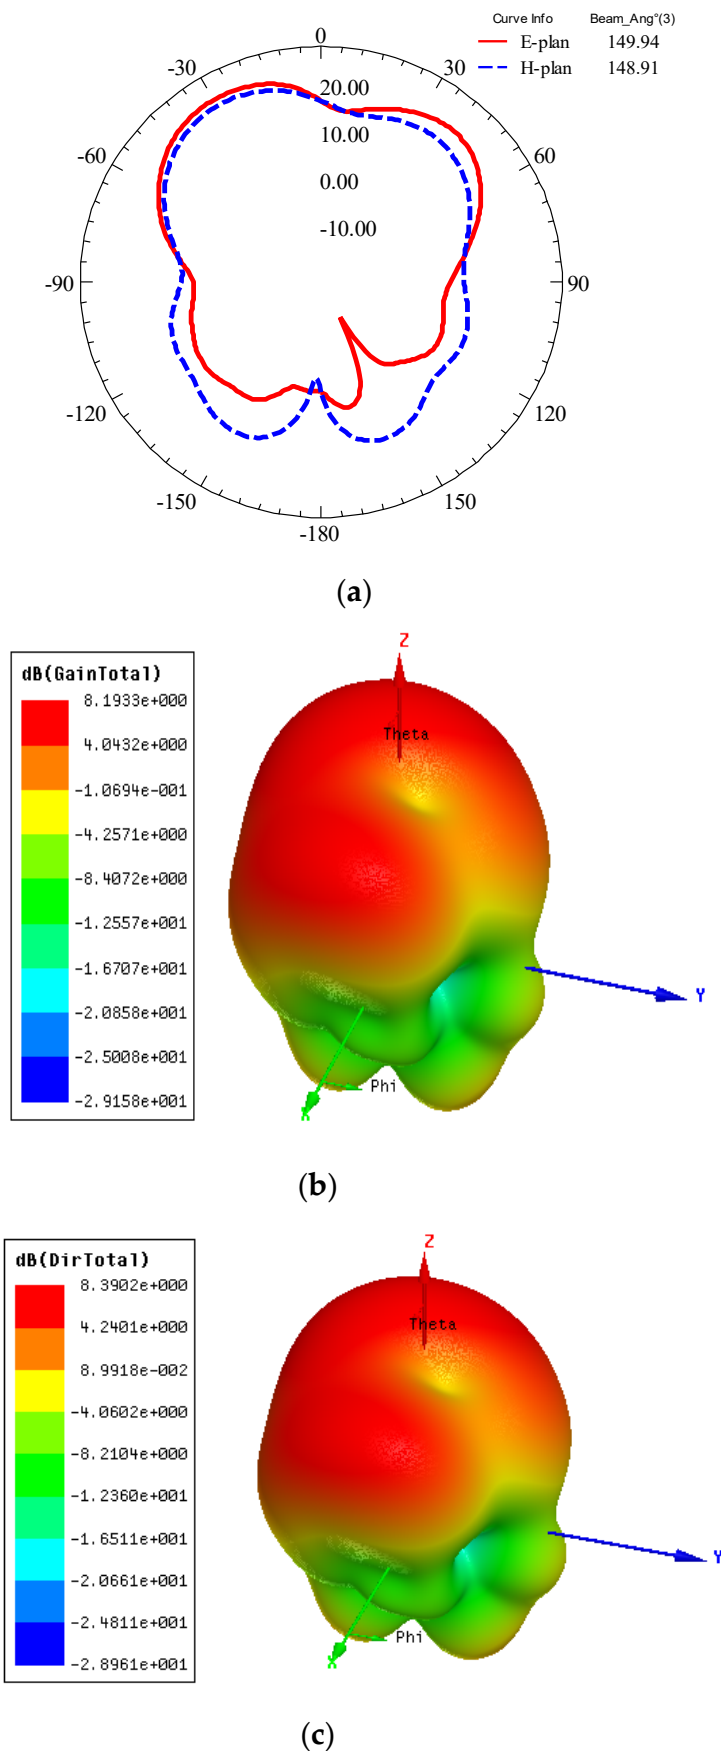 Curve Info Beam_Ang°(3)
E-plan 149.94
H-plan 148.91
0
-30 30
20.00
10.00
-60 60
0.00
-10.00
-90 90
-120 120
-150 150
-180
(a)
Z
dB(GainTotal)
8.1933e+000
Theta
4.0432e+000
-1.0694e-001
-4.2571e+000
-8.4072e+000
-1.2557e+001
-1.6707e+001
Y
-2.0858e+001
-2.5008e+001
Phi
-2.9158e+001
X
(b)
Z
dB(DirTotal)
8.3902e+000
Theta
4.2401e+000
8.9918e-002
-4.0602e+000
-8.2104e+000
-1.2360e+001
-1.6511e+001
Y
-2.0661e+001
-2.4811e+001
Phi
-2.8961e+001
X
(c)